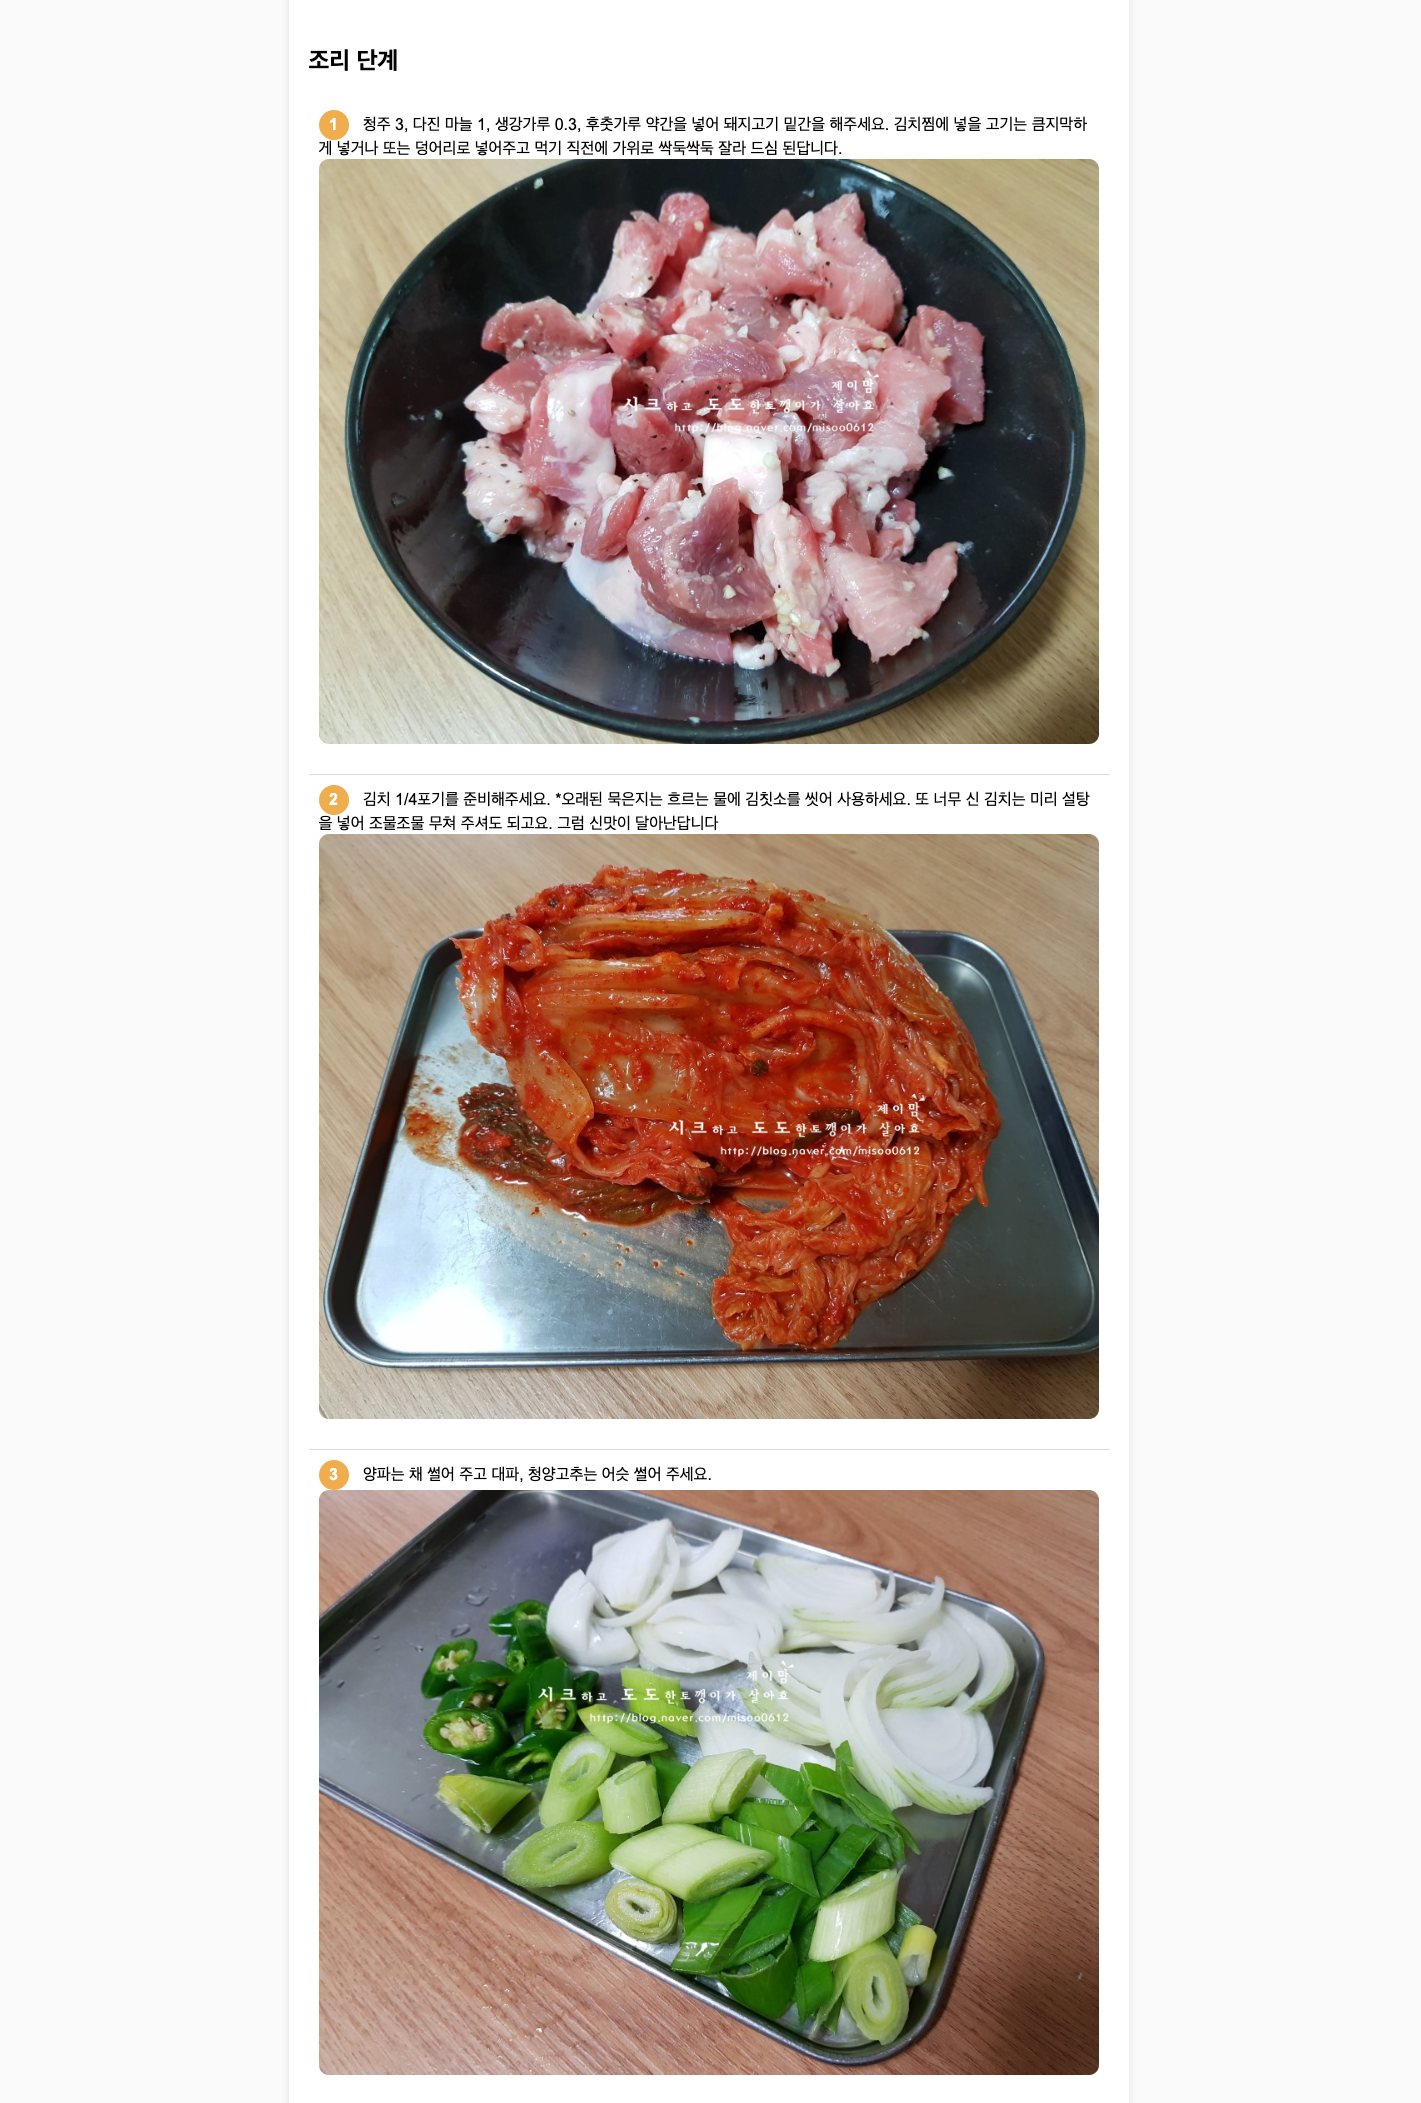 조리 단계
1 청주 3, 다진 마늘 1, 생강가루 0.3, 후춧가루 약간을 넣어 돼지고기 밑간을 해주세요. 김치찜에 넣을 고기는 큼지막하
게 넣거나 또는 덩어리로 넣어주고 먹기 직전에 가위로 싹둑싹둑 잘라 드심 된답니다.
제이맘
시크하고 도도한토깽이가 살아효
http://blog.naver.com/misoo0612
2 김치 1/4포기를 준비해주세요. *오래된 묵은지는 흐르는 물에 김칫소를 씻어 사용하세요. 또 너무 신 김치는 미리 설탕
을 넣어 조물조물 무쳐 주셔도 되고요. 그럼 신맛이 달아난답니다
제이맘
시크하고 도도한토깽이가 살아효
http://blog.naver.com/misoo0612
3 양파는 채 썰어 주고 대파, 청양고추는 어슷 썰어 주세요.
제이맘
시크하고 도도한토깽이가 살아효
http://blog.naver.com/misoo0612